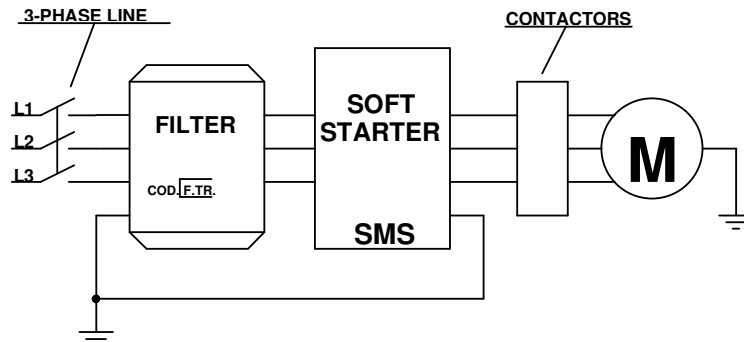 3-PHASE LINE
CONTACTORS
L1
L2
L3
FILTER
COD. F.TR.
SOFT
STARTER
SMS
M